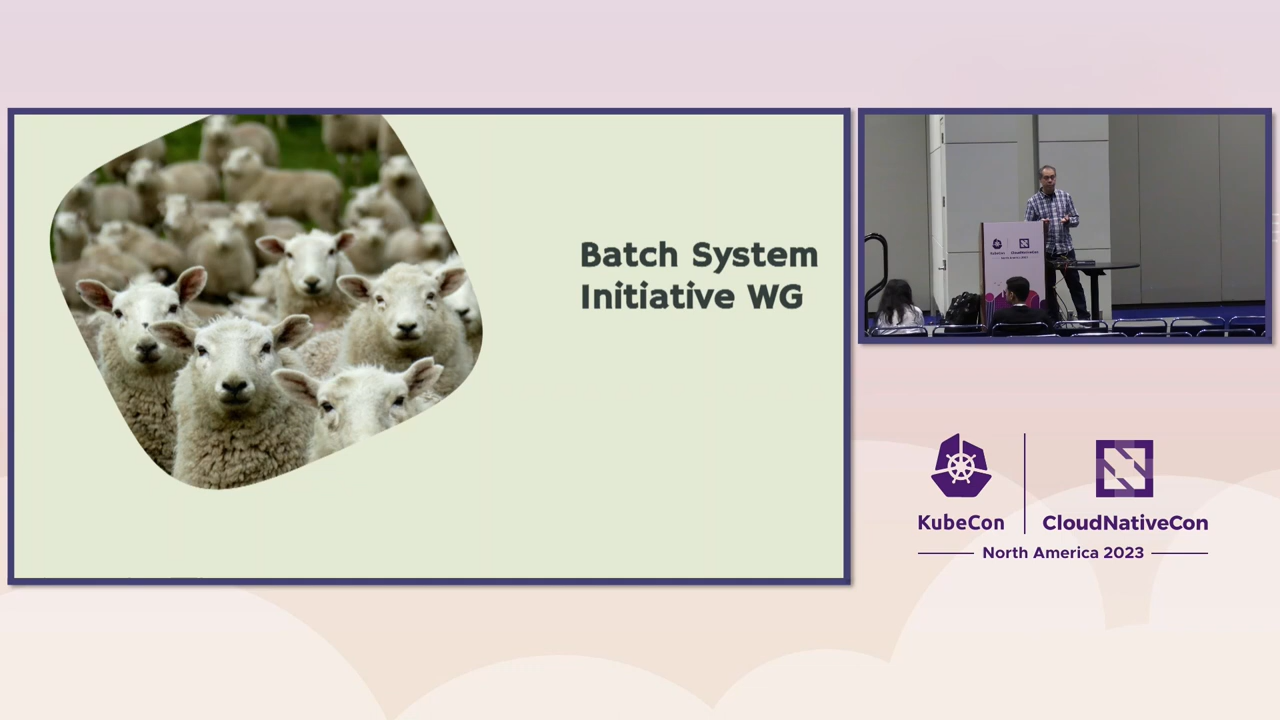 Batch System
Initiative WG
KubeCon
CloudNativeCon
North America 2023